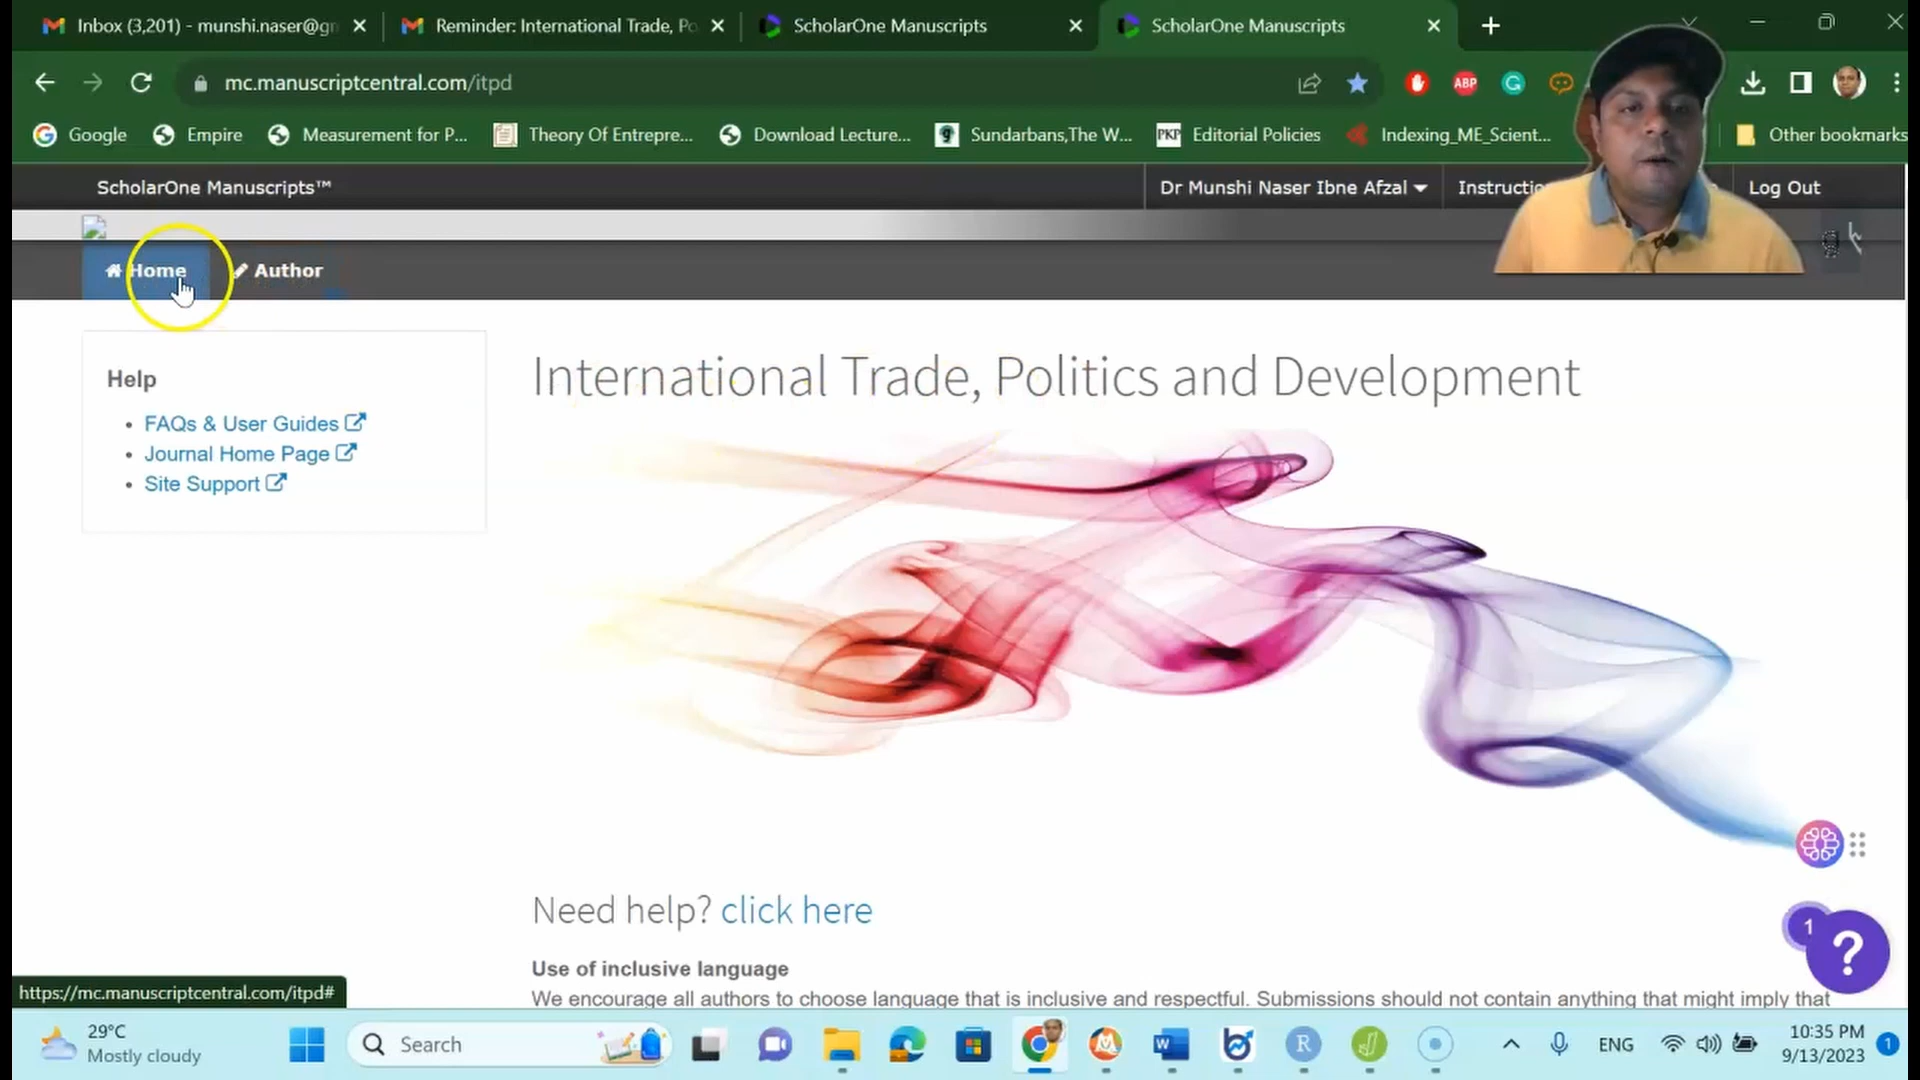 Inbox (3,201) - munshi.naser@gm
Reminder: International Trade, Po
ScholarOne Manuscripts
ScholarOne Manuscripts
mc.manuscriptcentral.com/itpd
ABP
Google
Empire
Measurement for P...
Theory Of Entrepre...
Download Lecture...
Sundarbans,The W...
PKP
Editorial Policies
Indexing_ME_Scient...
Other bookmarks
ScholarOne Manuscripts™
Dr Munshi Naser Ibne Afzal
Log Out
Home
Author
Help
FAQs & User Guides
Journal Home Page
Site Support
International Trade, Politics and Development
Need help? click here
Use of inclusive language
We encourage all authors to choose language that is inclusive and respectful. Submissions should not contain anything that might imply that
1
?
https://mc.manuscriptcentral.com/itpd#
29°C
Mostly cloudy
Search
ENG
10:35 PM
9/13/2023
1